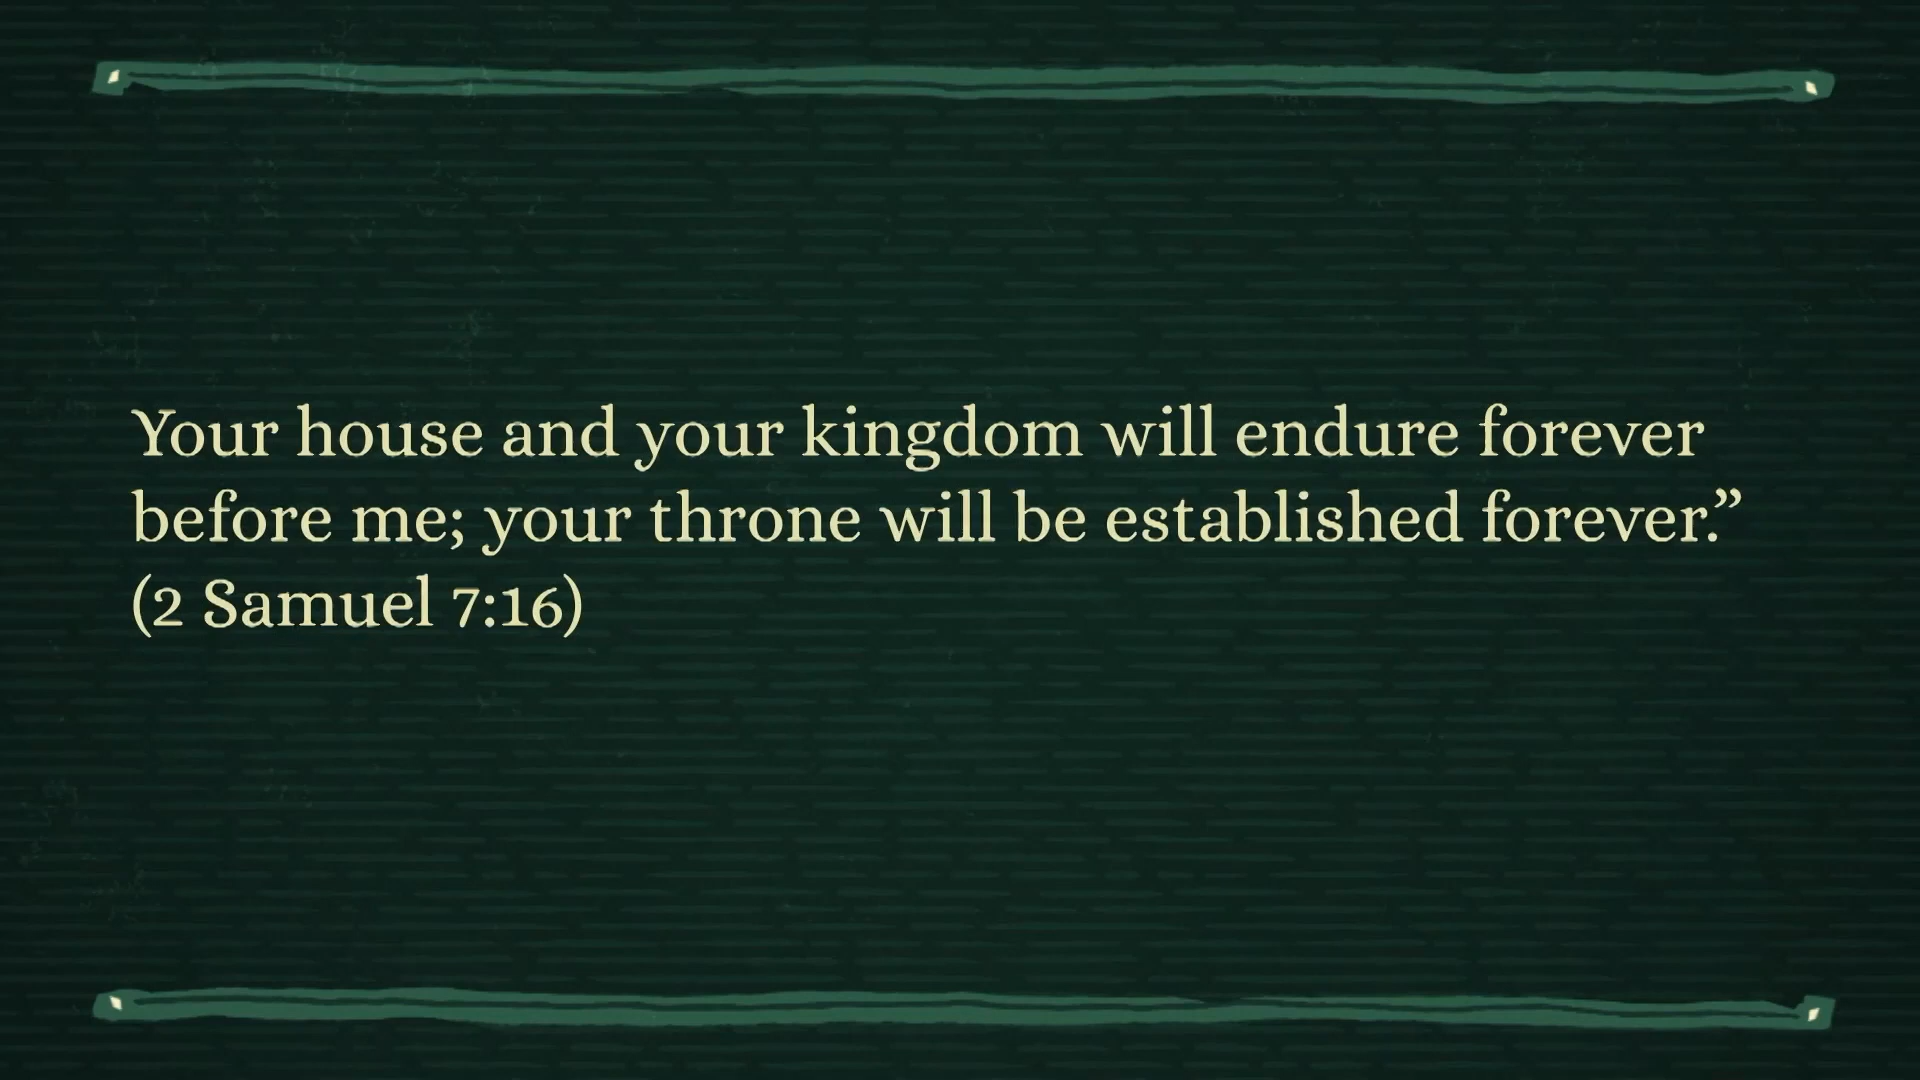 Your house and your kingdom will endure forever
before me; your throne will be established forever.”
(2 Samuel 7:16)